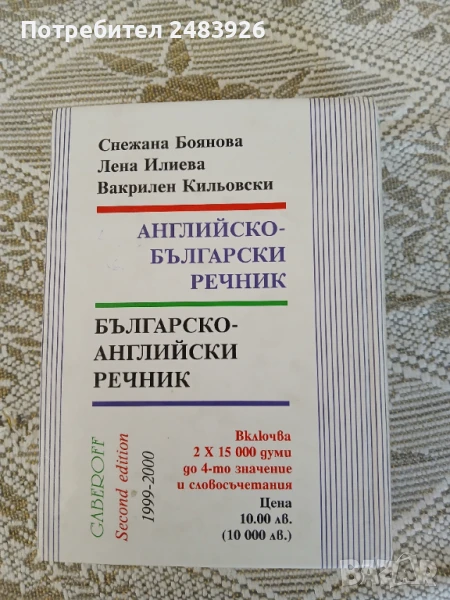 Потребител 2483926
Снежана Боянова
Лена Илиева
Вакрилен Кильовски
АНГЛИЙСКО-
БЪЛГАРСКИ
РЕЧНИК
БЪЛГАРСКО-
АНГЛИЙСКИ
РЕЧНИК
GABEROFF
Second edition
1999-2000
Включва
2 X 15 000 думи
до 4-то значение
и словосъчетания
Цена
10.00 лв.
(10 000 лв.)
BAZAR